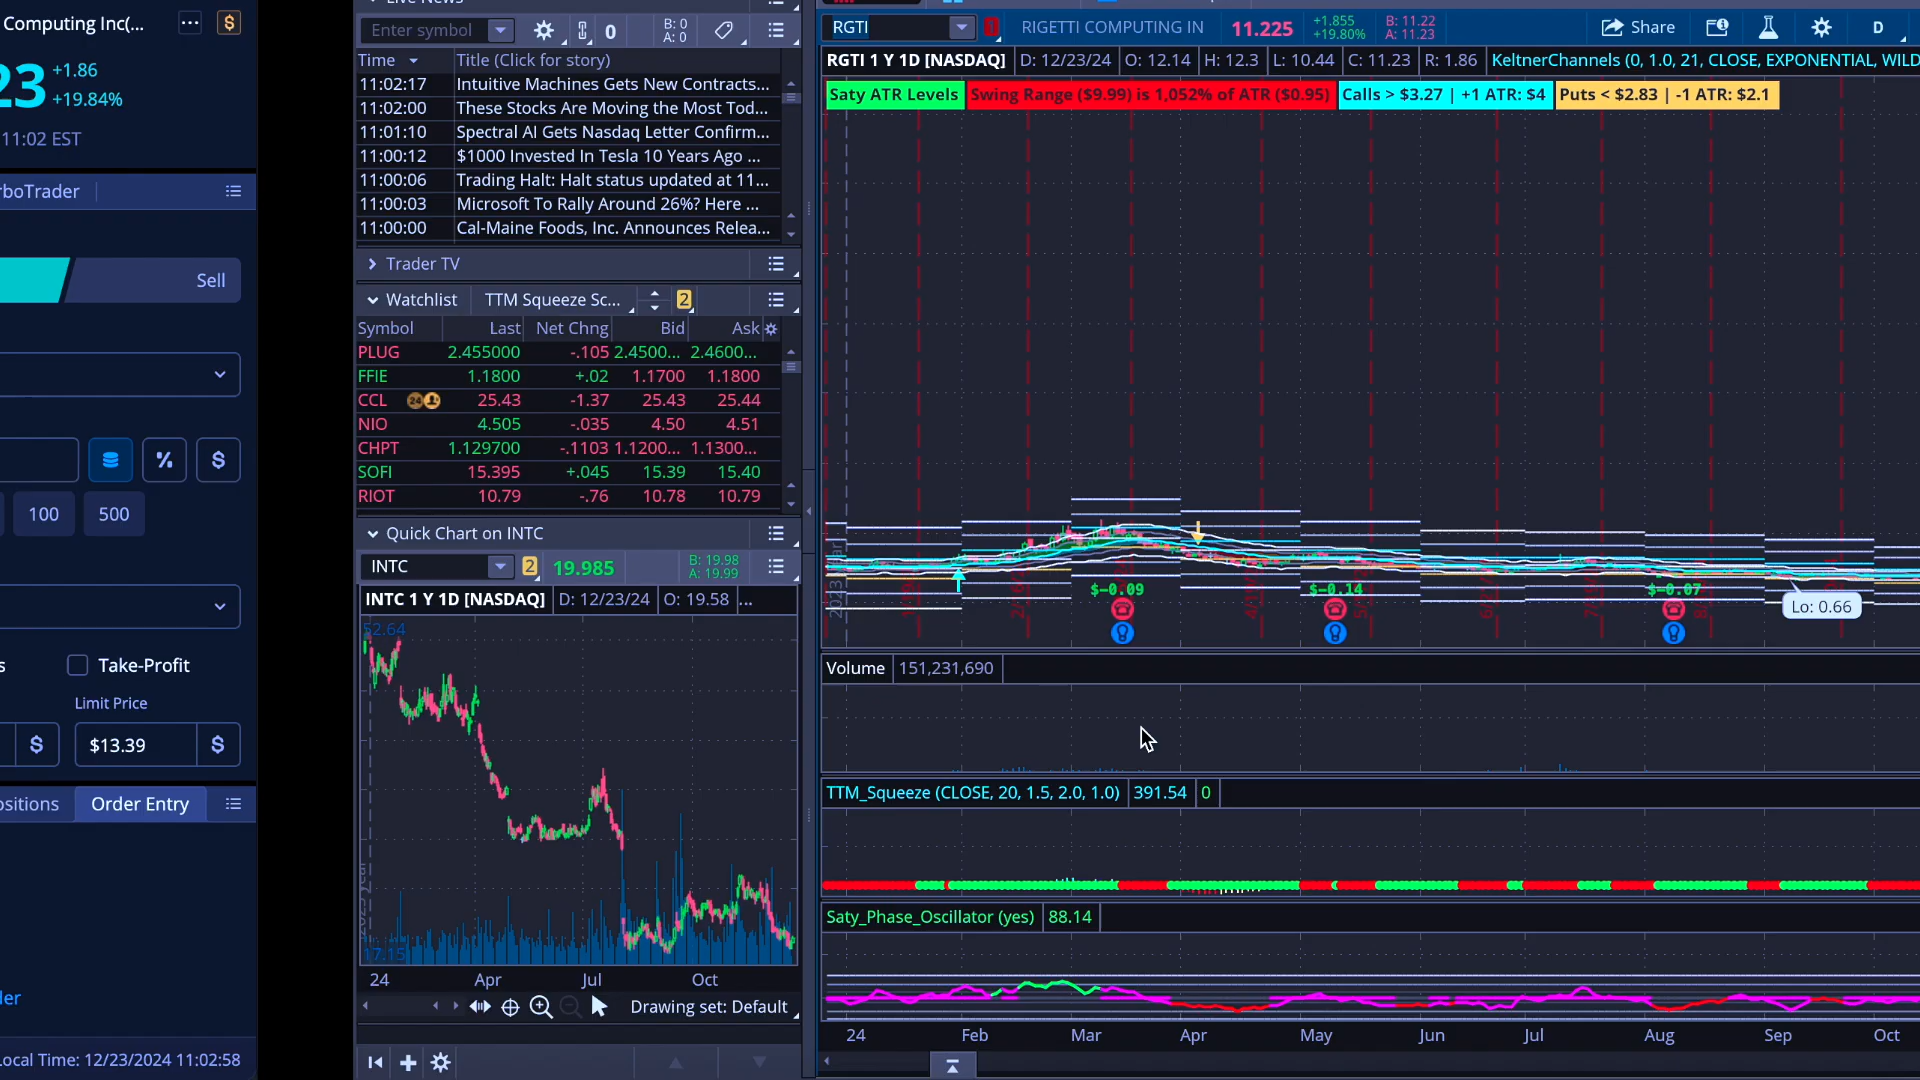 Computing Inc(...
...
$
23
+1.86
+19.84%
11:02 EST
rboTrader
Sell
%
$
100
500
s
Take-Profit
Limit Price
$
$13.39
$
ositions
Order Entry
der
Local Time: 12/23/2024 11:02:58
Live News
Enter symbol
0
B: 0
A: 0
Time
Title (Click for story)
11:02:17 Intuitive Machines Gets New Contracts...
11:02:00 These Stocks Are Moving the Most Tod...
11:01:10 Spectral AI Gets Nasdaq Letter Confirm...
11:00:12 $1000 Invested In Tesla 10 Years Ago ...
11:00:06 Trading Halt: Halt status updated at 11...
11:00:03 Microsoft To Rally Around 26%? Here ...
11:00:00 Cal-Maine Foods, Inc. Announces Relea...
Trader TV
Watchlist TTM Squeeze Sc... 2
Symbol Last Net Chng Bid Ask
PLUG 2.455000 -.105 2.4500... 2.4600...
FFIE 1.1800 +.02 1.1700 1.1800
CCL 24 25.43 -1.37 25.43 25.44
NIO 4.505 -.035 4.50 4.51
CHPT 1.129700 -.1103 1.1200... 1.1300...
SOFI 15.395 +.045 15.39 15.40
RIOT 10.79 -.76 10.78 10.79
Quick Chart on INTC
INTC 2 19.985
B: 19.98
A: 19.99
INTC 1 Y 1D [NASDAQ] D: 12/23/24 O: 19.58 ...
52.64
17.15
24 Apr Jul Oct
Drawing set: Default
RGTI 1 RIGETTI COMPUTING IN 11.225
+1.855
+19.80%
B: 11.22
A: 11.23
Share
D
RGTI 1 Y 1D [NASDAQ] D: 12/23/24 O: 12.14 H: 12.3 L: 10.44 C: 11.23 R: 1.86 KeltnerChannels (0, 1.0, 21, CLOSE, EXPONENTIAL, WILD
Saty ATR Levels Swing Range ($9.99) is 1,052% of ATR ($0.95) Calls > $3.27 | +1 ATR: $4 Puts < $2.83 | -1 ATR: $2.1
2023 year
$-0.09
$-0.14
$-0.07
Lo: 0.66
Volume 151,231,690
TTM_Squeeze (CLOSE, 20, 1.5, 2.0, 1.0) 391.54 0
Saty_Phase_Oscillator (yes) 88.14
24 Feb Mar Apr May Jun Jul Aug Sep Oct